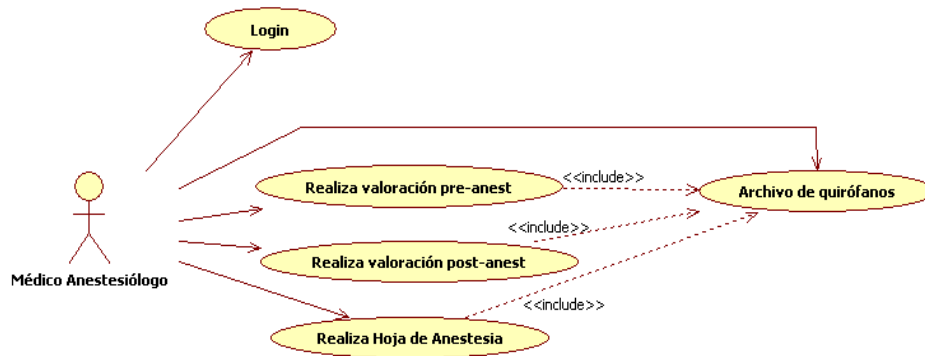 Login
Realiza valoración pre-anest
<<include>>
Archivo de quirófanos
<<include>>
Médico Anestesiólogo
Realiza valoración post-anest
<<include>>
Realiza Hoja de Anestesia